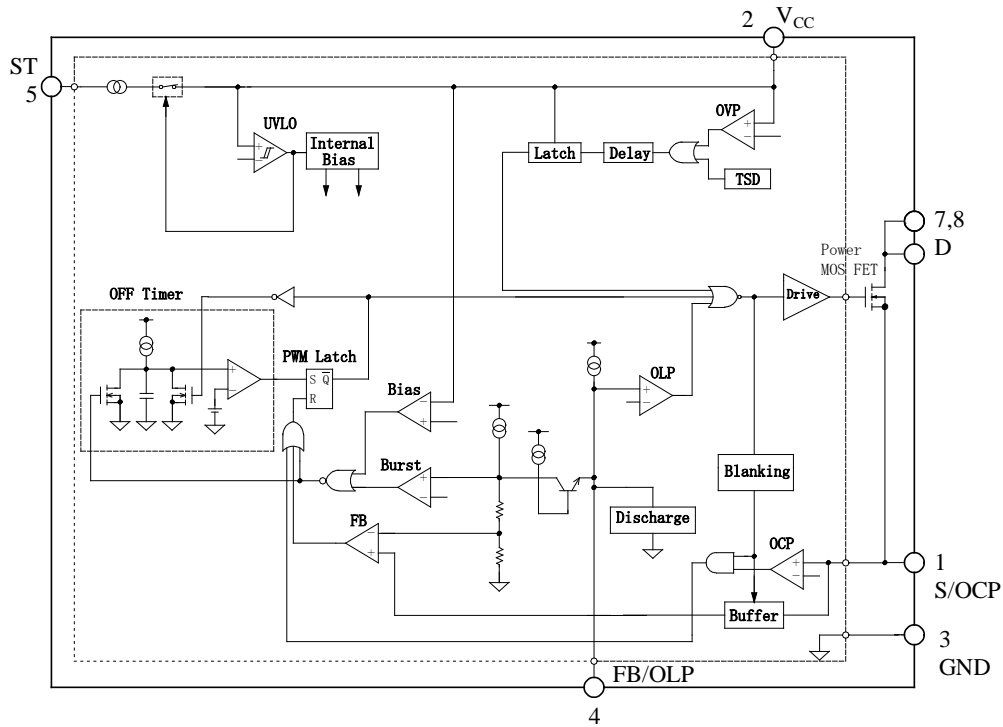 2 VCC
ST
5
OVP
UVLO
Internal
Bias
Latch
Delay
TSD
7,8
D
Power
MOS FET
OFF Timer
Drive
PWM Latch
S Q̅
R
OLP
Bias
Burst
Blanking
FB
Discharge
OCP
1
S/OCP
Buffer
3
GND
FB/OLP
4